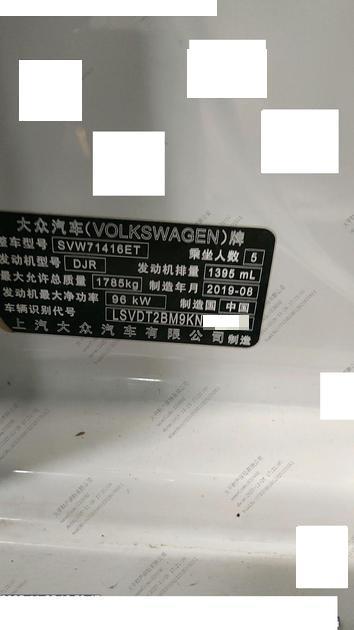 大众汽车(VOLKSWAGEN)牌
整车型号 SVW71416ET 乘坐人数 5
发动机型号 DJR 发动机排量 1395 mL
最大允许总质量 1785kg 制造年月 2019-08
发动机最大净功率 96 kW 制造国 中国
车辆识别代号 LSVDT2BM9KN
上汽大众汽车有限公司制造